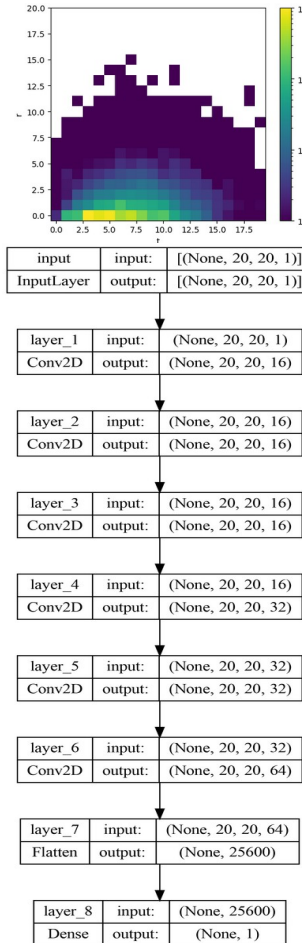 20.0
17.5
15.0
12.5
10.0
7.5
5.0
2.5
0.0
r
0.0 2.5 5.0 7.5 10.0 12.5 15.0 17.5
1
1
1
1
input input: [(None, 20, 20, 1)]
InputLayer output: [(None, 20, 20, 1)]
layer_1 input: (None, 20, 20, 1)
Conv2D output: (None, 20, 20, 16)
layer_2 input: (None, 20, 20, 16)
Conv2D output: (None, 20, 20, 16)
layer_3 input: (None, 20, 20, 16)
Conv2D output: (None, 20, 20, 16)
layer_4 input: (None, 20, 20, 16)
Conv2D output: (None, 20, 20, 32)
layer_5 input: (None, 20, 20, 32)
Conv2D output: (None, 20, 20, 32)
layer_6 input: (None, 20, 20, 32)
Conv2D output: (None, 20, 20, 64)
layer_7 input: (None, 20, 20, 64)
Flatten output: (None, 25600)
layer_8 input: (None, 25600)
Dense output: (None, 1)